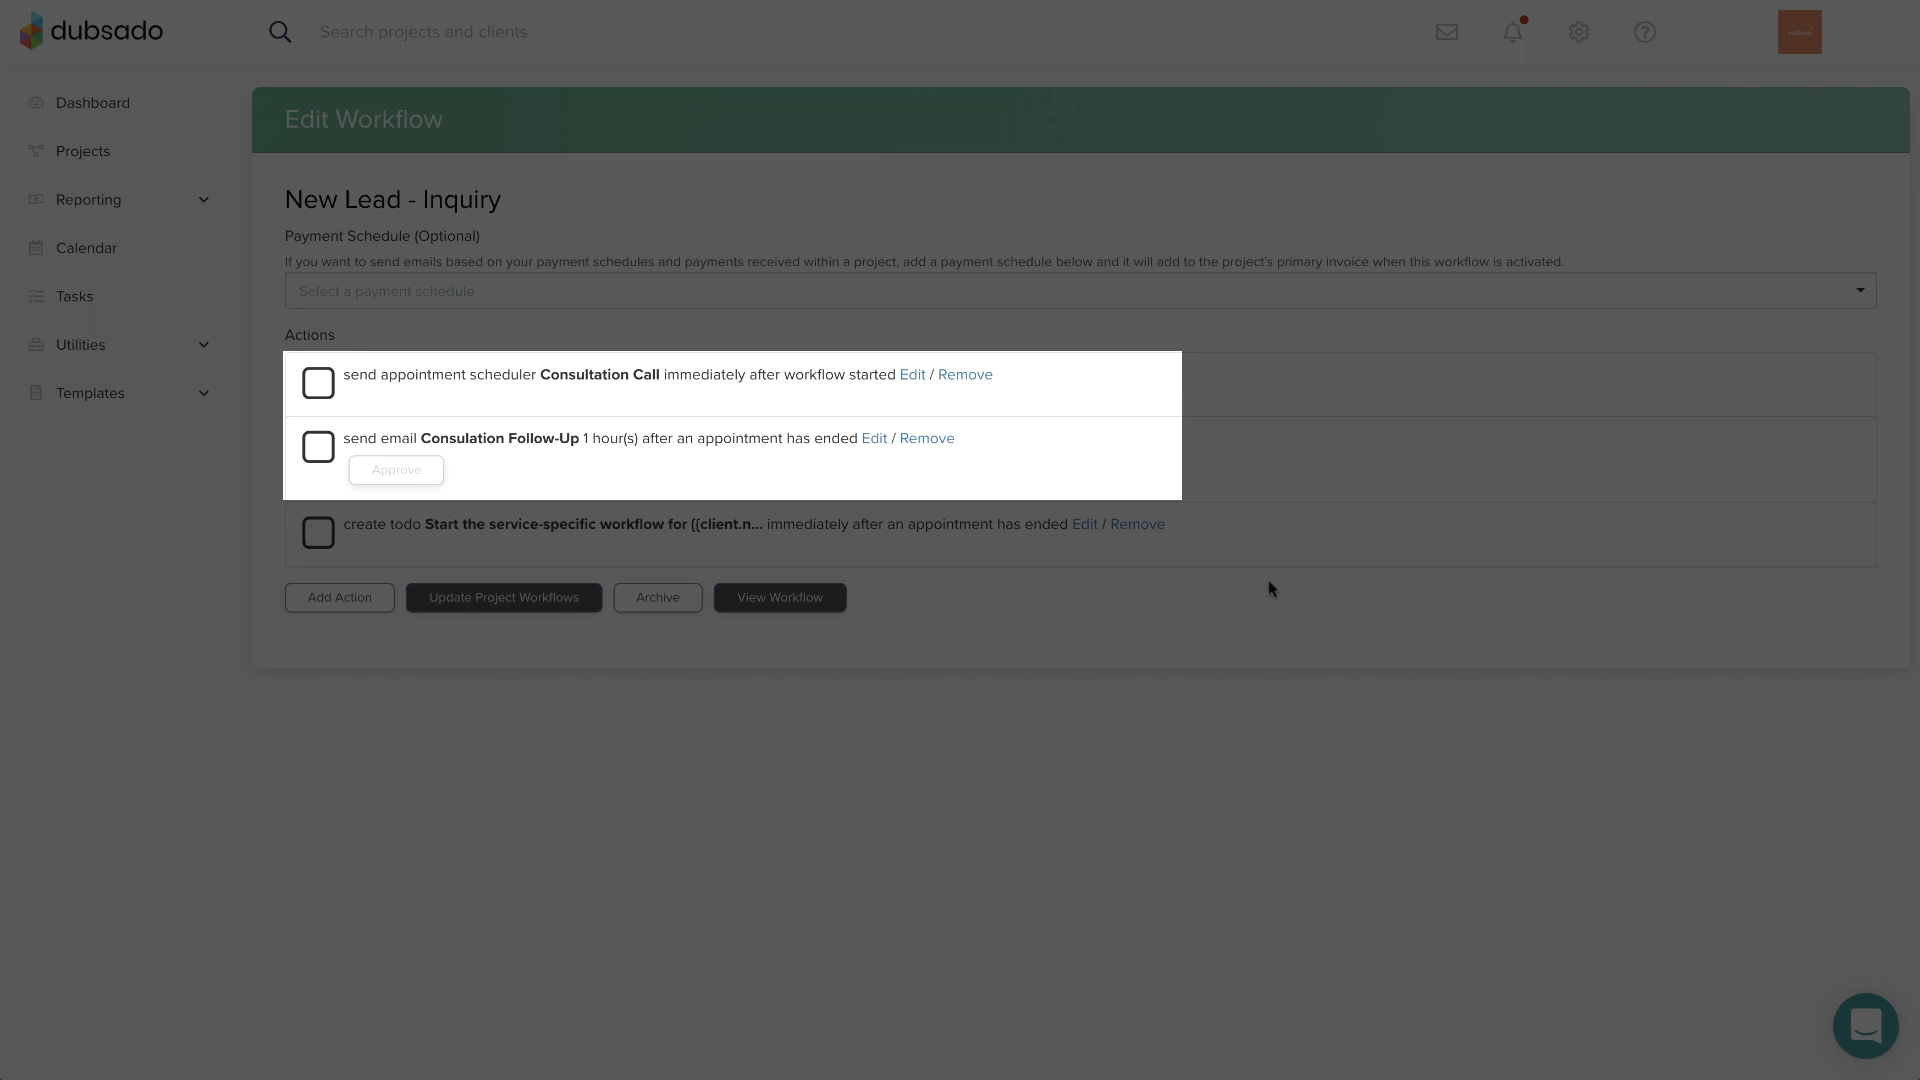 dubsado
Search projects and clients
Dashboard
Projects
Reporting
Calendar
Tasks
Utilities
Templates
Edit Workflow
New Lead - Inquiry
Payment Schedule (Optional)
If you want to send emails based on your payment schedules and payments received within a project, add a payment schedule below and it will add to the project's primary invoice when this workflow is activated.
Select a payment schedule
Actions
send appointment scheduler Consultation Call immediately after workflow started Edit / Remove
send email Consulation Follow-Up 1 hour(s) after an appointment has ended Edit / Remove
Approve
create todo Start the service-specific workflow for {{client.n... immediately after an appointment has ended Edit / Remove
Add Action Update Project Workflows Archive View Workflow